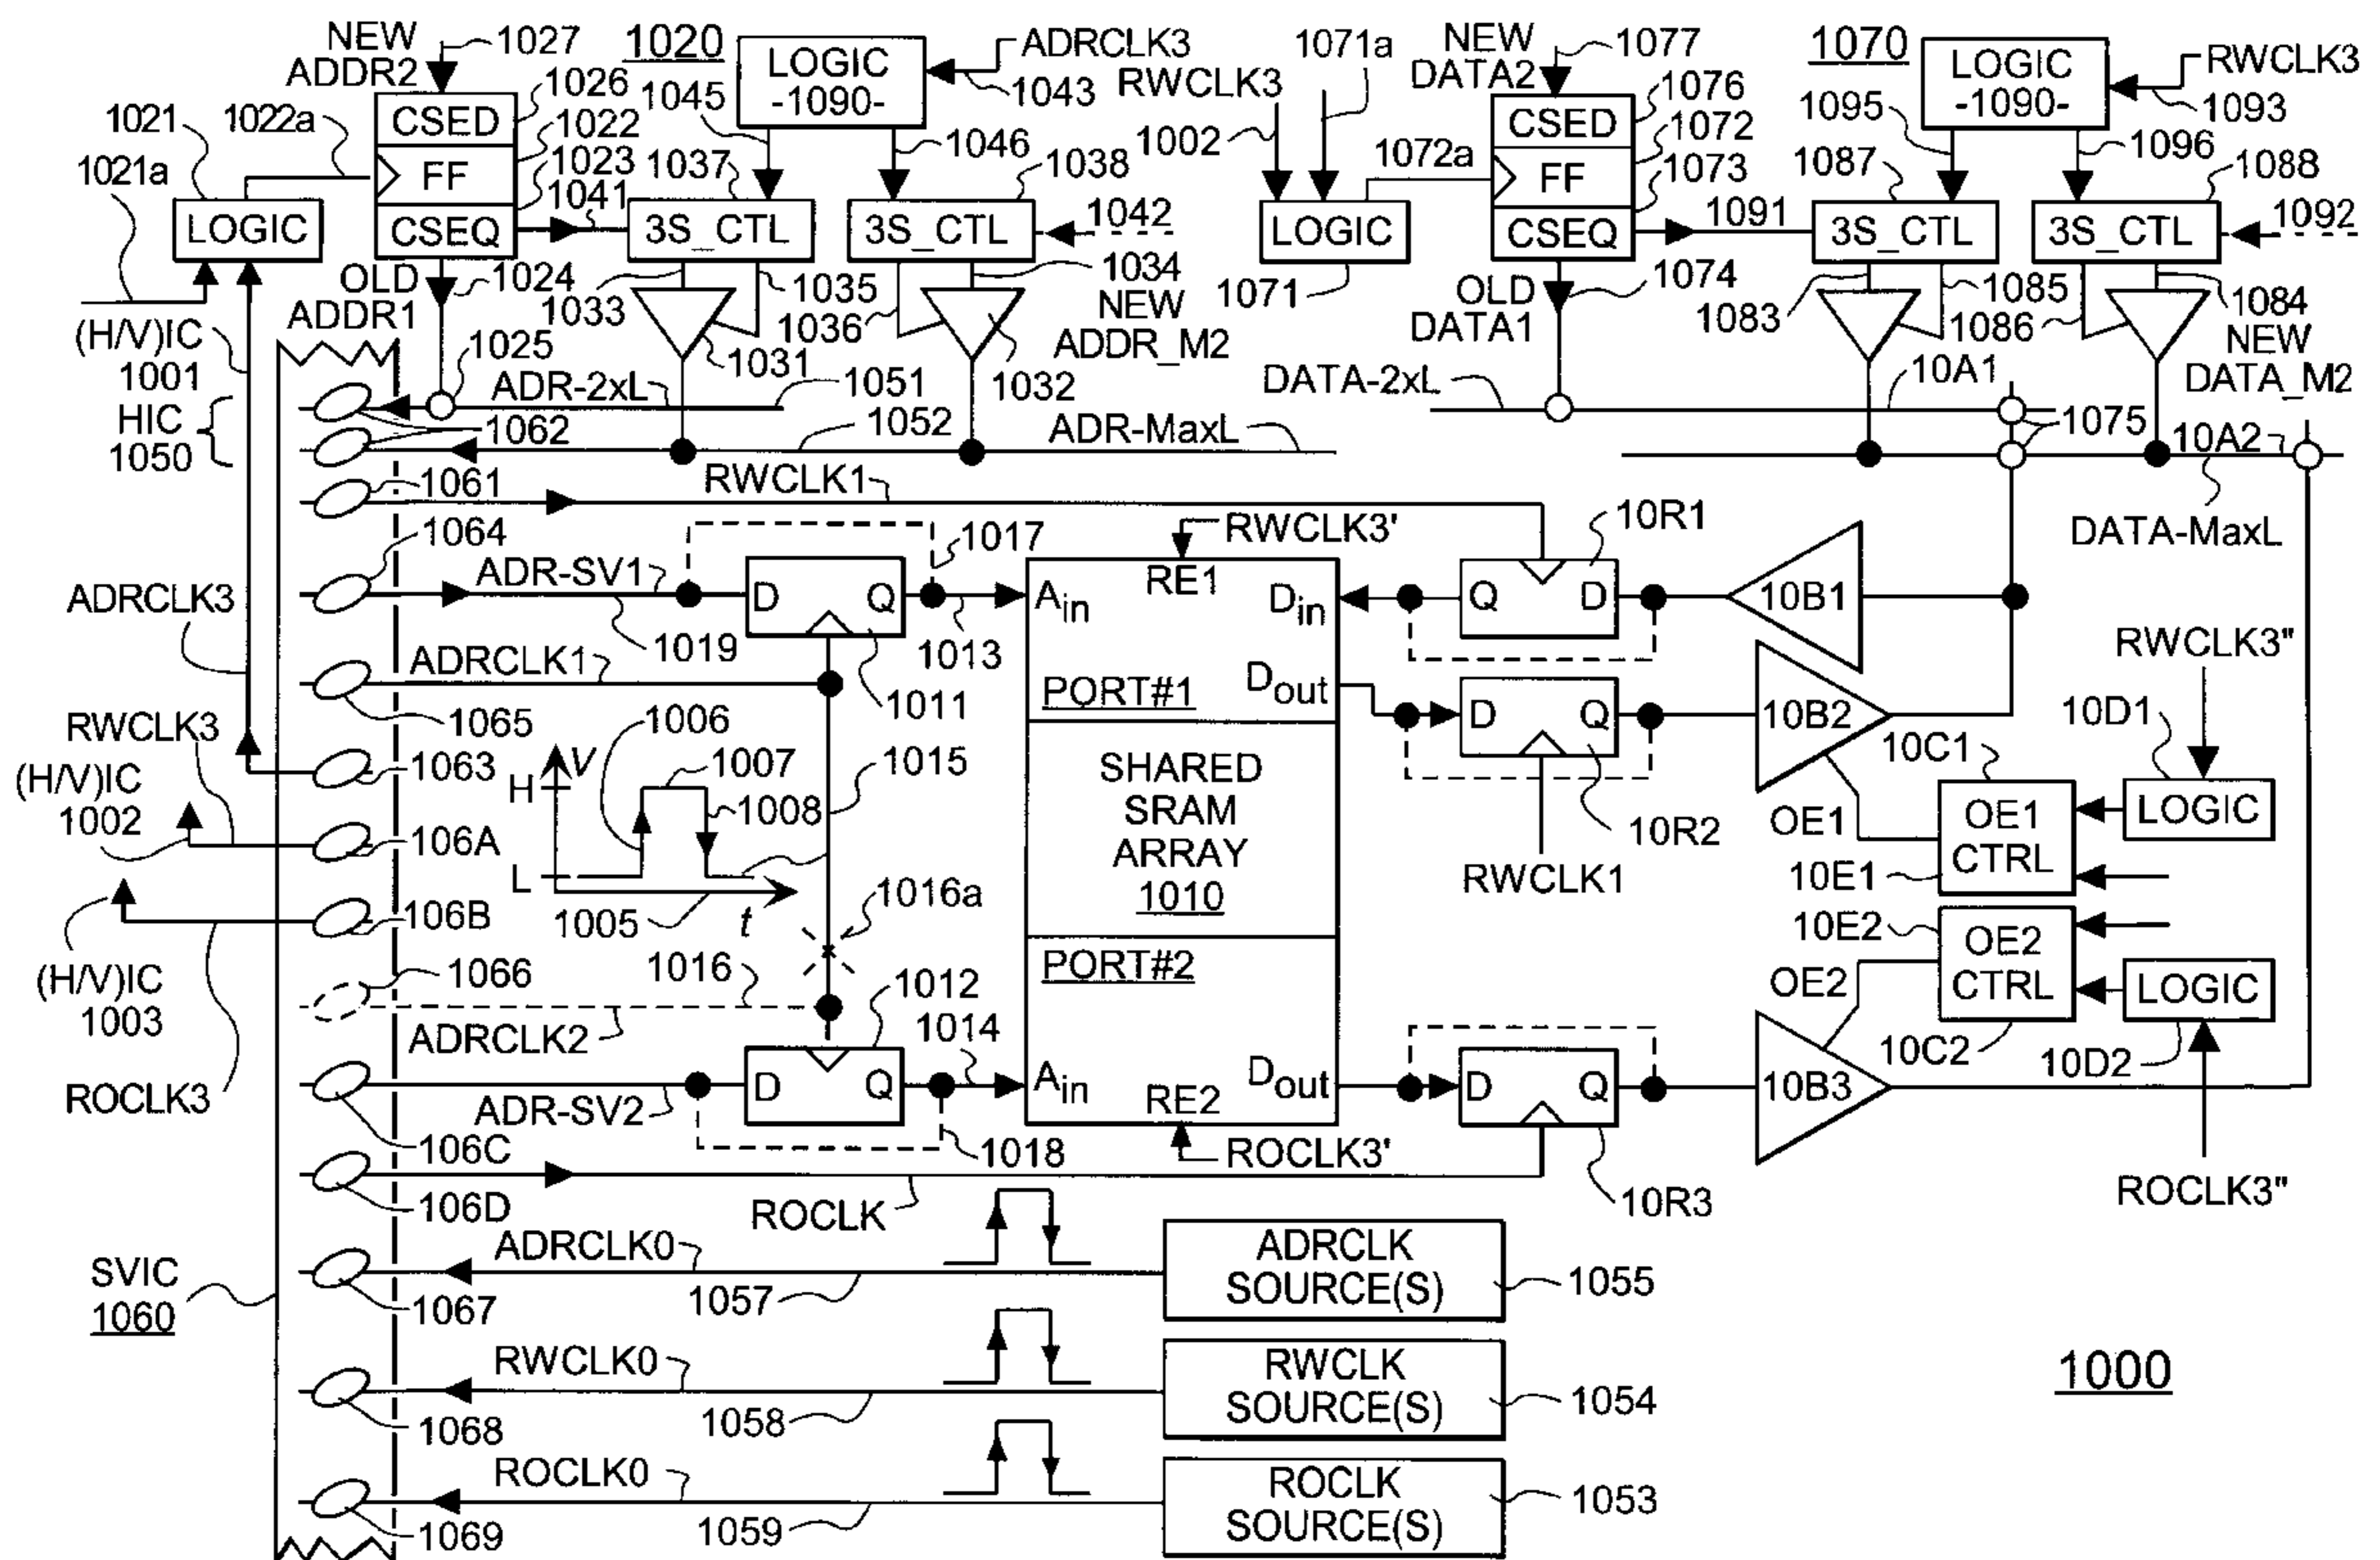 NEW
ADDR2
1027
1020
LOGIC
-1090-
ADRCLK3
1043
1045
1046
1071a
RWCLK3
1002
NEW
DATA2
1077
1070
LOGIC
-1090-
RWCLK3
1093
1095
1096
1021
1022a
1021a
LOGIC
CSED
FF
CSEQ
1026
1022
1023
1041
1037
3S_CTL
1038
3S_CTL
1042
1072a
LOGIC
1071
CSED
FF
CSEQ
1076
1072
1073
1091
1087
3S_CTL
1088
3S_CTL
1092
OLD
ADDR1
1024
1033
1035
1036
1034
NEW
ADDR_M2
1031
1032
OLD
DATA1
1074
1083
1085
1086
1084
NEW
DATA_M2
(H/V)IC
1001
HIC
1050
1025
ADR-2xL
1051
1062
1052
ADR-MaxL
DATA-2xL
10A1
1075
10A2
DATA-MaxL
1061
RWCLK1
1064
ADR-SV1
1019
D
Q
1017
1013
1011
RWCLK3'
RE1
Ain
Din
Dout
PORT#1
10R1
Q
D
10B1
ADRCLK3
ADRCLK1
1065
D
Q
10R2
RWCLK1
10B2
RWCLK3"
10D1
10C1
LOGIC
OE1
CTRL
OE1
10E1
RWCLK3
(H/V)IC
1002
1063
106A
106B
(H/V)IC
1003
ROCLK3
1006
1007
1008
1015
V
H
L
1005
t
1016a
SHARED
SRAM
ARRAY
1010
PORT#2
10E2
OE2
CTRL
OE2
LOGIC
10C2
10D2
1066
1016
ADRCLK2
1012
1014
D
Q
ADR-SV2
1018
106C
Ain
Dout
RE2
ROCLK3'
D
Q
10R3
10B3
ROCLK3"
106D
ROCLK
SVIC
1060
ADRCLK0
1067
1057
ADRCLK
SOURCE(S)
1055
RWCLK0
1068
1058
RWCLK
SOURCE(S)
1054
ROCLK0
1069
1059
ROCLK
SOURCE(S)
1053
1000